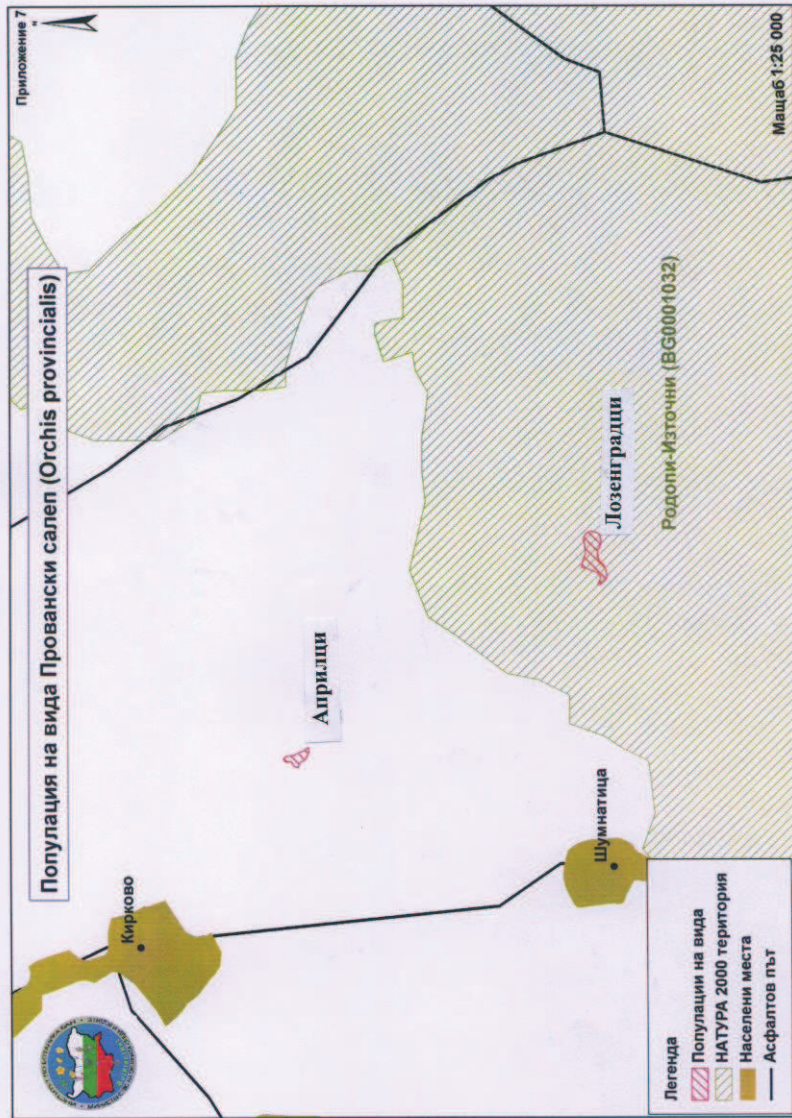 Приложение 7
N
Популация на вида Провански салеп (Orchis provincialis)
Кирково
Априлци
Лозенградци
Родопи-Източни (BG0001032)
Шумнатица
Легенда
Популации на вида
НАТУРА 2000 територия
Населени места
Асфалтов път
Мащаб 1:25 000